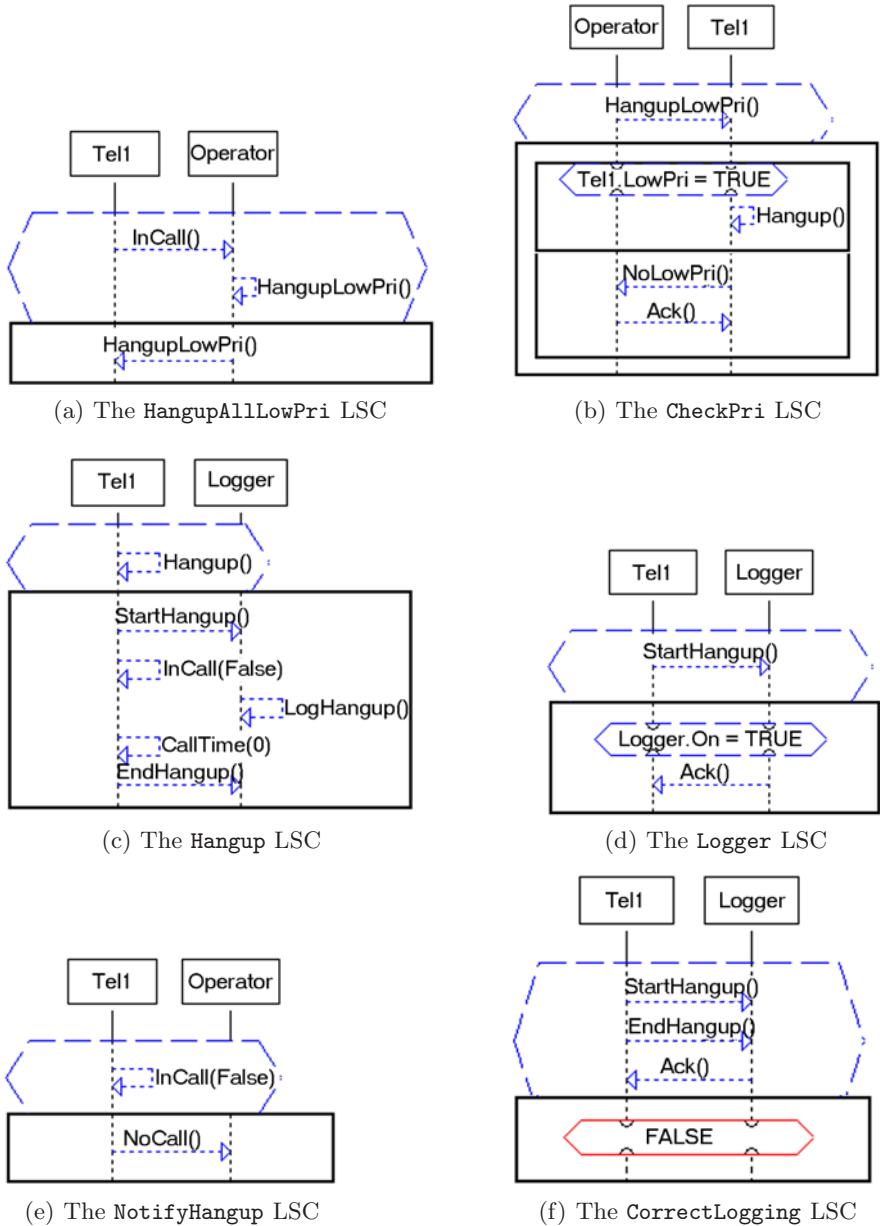 Tel1 Operator
InCall()
HangupLowPri()
HangupLowPri()
(a) The HangupAllLowPri LSC
Operator Tel1
HangupLowPri()
Tel1.LowPri = TRUE
Hangup()
NoLowPri()
Ack()
(b) The CheckPri LSC
Tel1 Logger
Hangup()
StartHangup()
InCall(False)
LogHangup()
CallTime(0)
EndHangup()
(c) The Hangup LSC
Tel1 Logger
StartHangup()
Logger.On = TRUE
Ack()
(d) The Logger LSC
Tel1 Operator
InCall(False)
NoCall()
(e) The NotifyHangup LSC
Tel1 Logger
StartHangup()
EndHangup()
Ack()
FALSE
(f) The CorrectLogging LSC